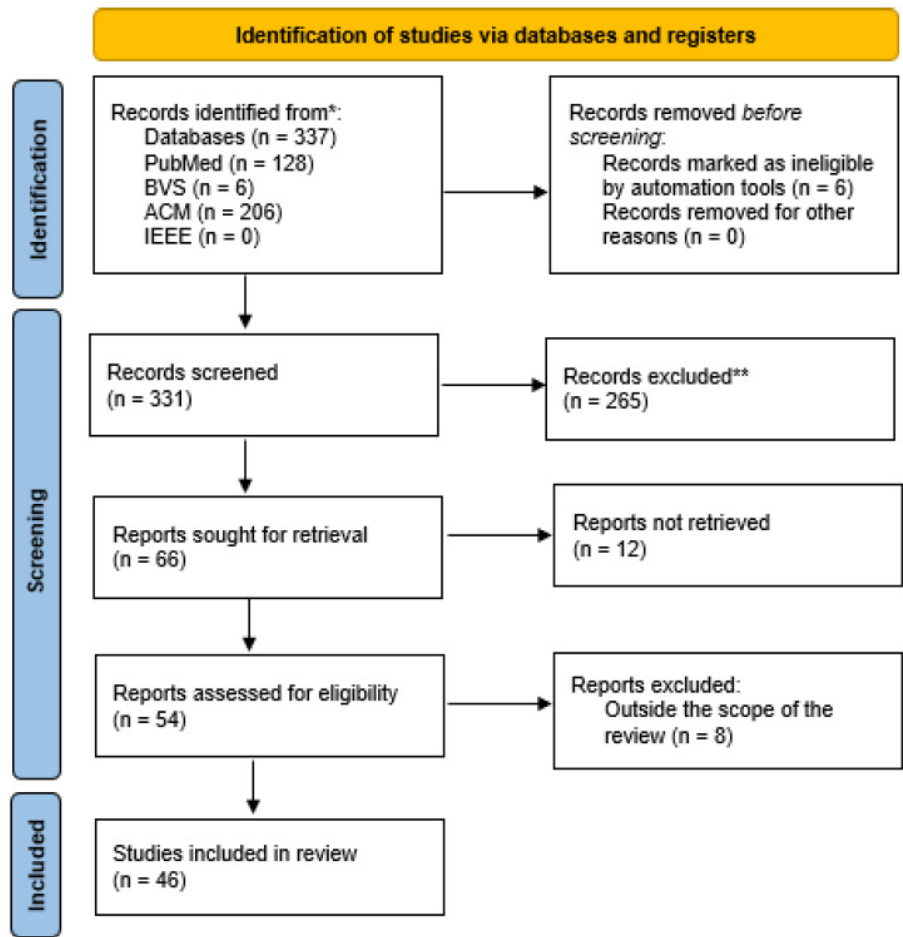 Identification of studies via databases and registers
Identification
Records identified from*:
Databases (n = 337)
PubMed (n = 128)
BVS (n = 6)
ACM (n = 206)
IEEE (n = 0)
Records removed before
screening:
Records marked as ineligible
by automation tools (n = 6)
Records removed for other
reasons (n = 0)
Screening
Records screened
(n = 331)
Records excluded**
(n = 265)
Reports sought for retrieval
(n = 66)
Reports not retrieved
(n = 12)
Reports assessed for eligibility
(n = 54)
Reports excluded:
Outside the scope of the
review (n = 8)
Included
Studies included in review
(n = 46)